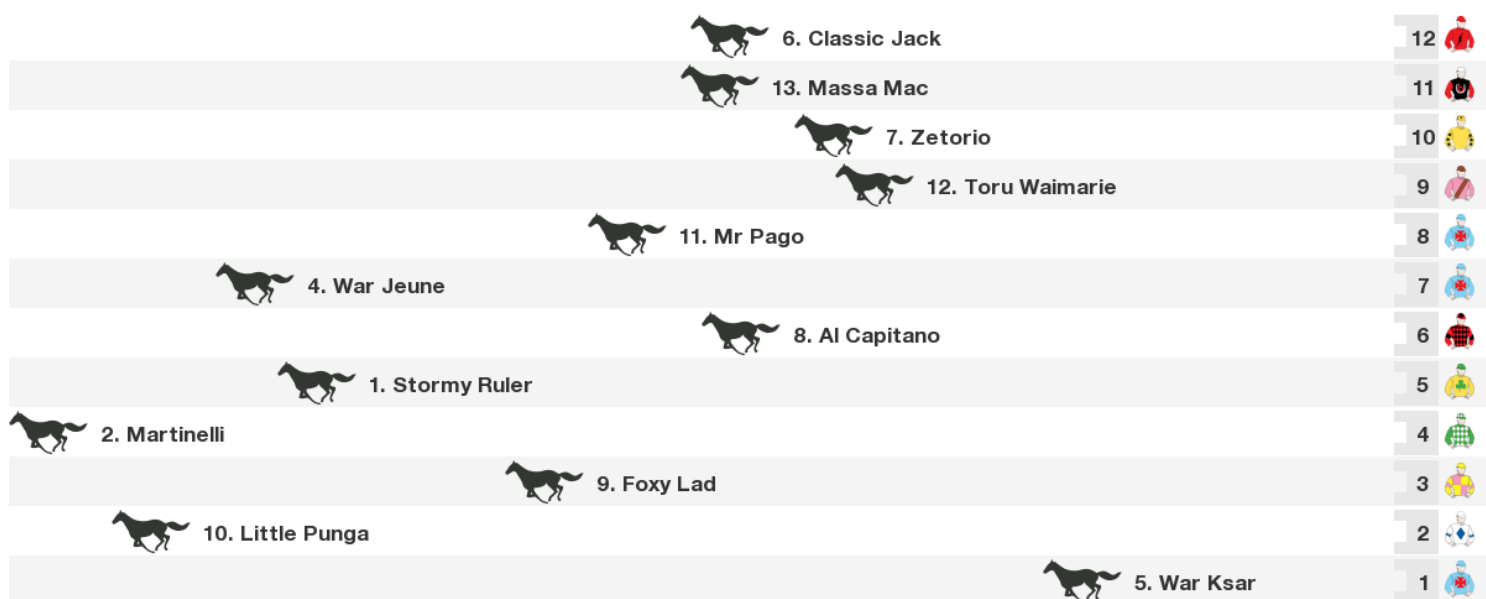 6. Classic Jack 12
13. Massa Mac 11
7. Zetorio 10
12. Toru Waimarie 9
11. Mr Pago 8
4. War Jeune 7
8. Al Capitano 6
1. Stormy Ruler 5
2. Martinelli 4
9. Foxy Lad 3
10. Little Punga 2
5. War Ksar 1